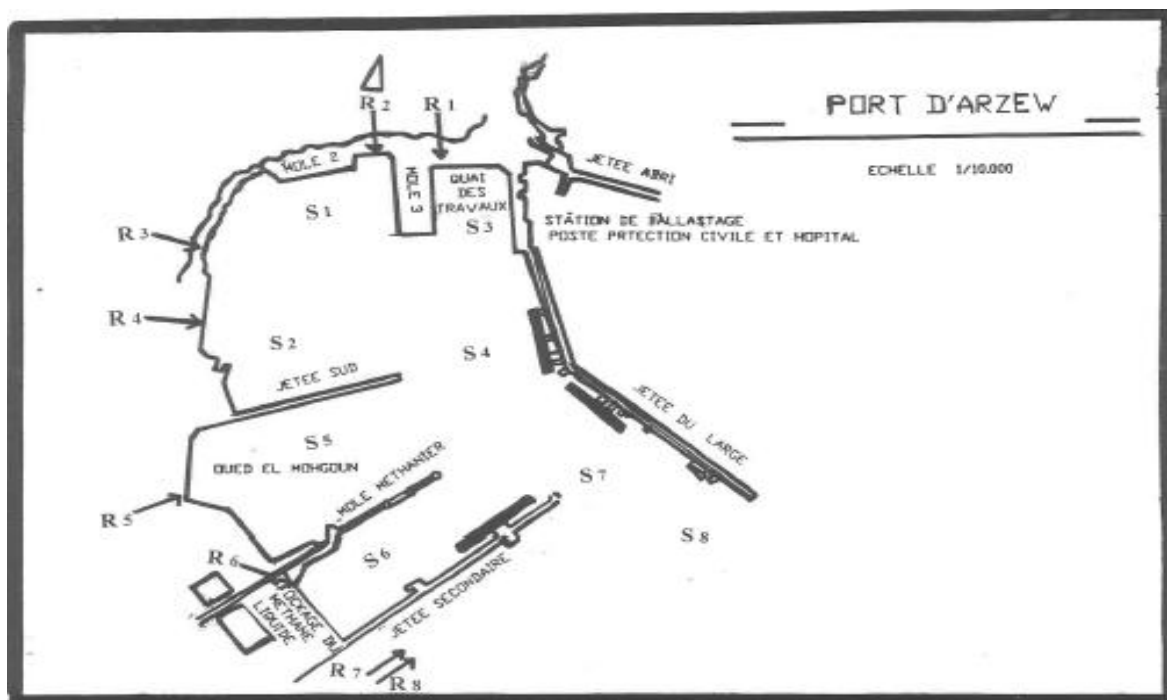 PORT D'ARZEW
ECHELLE 1/10.000
R 2
R 1
MOLE 2
MOLE 3
QUAI
DES
TRAVAUX
JETEE ABRI
S 1
S 3
STATION DE BALLASTAGE
POSTE PRTECTION CIVILE ET HOPITAL
R 3
R 4
S 2
S 4
JETEE SUD
JETEE DU LARGE
S 5
OUED EL MOHGOUN
MOLE METHANIER
S 7
R 5
S 8
R 6
S 6
STOCKAGE DU
METHANE
LIQUIDE
JETEE SECONDAIRE
R 7
R 8